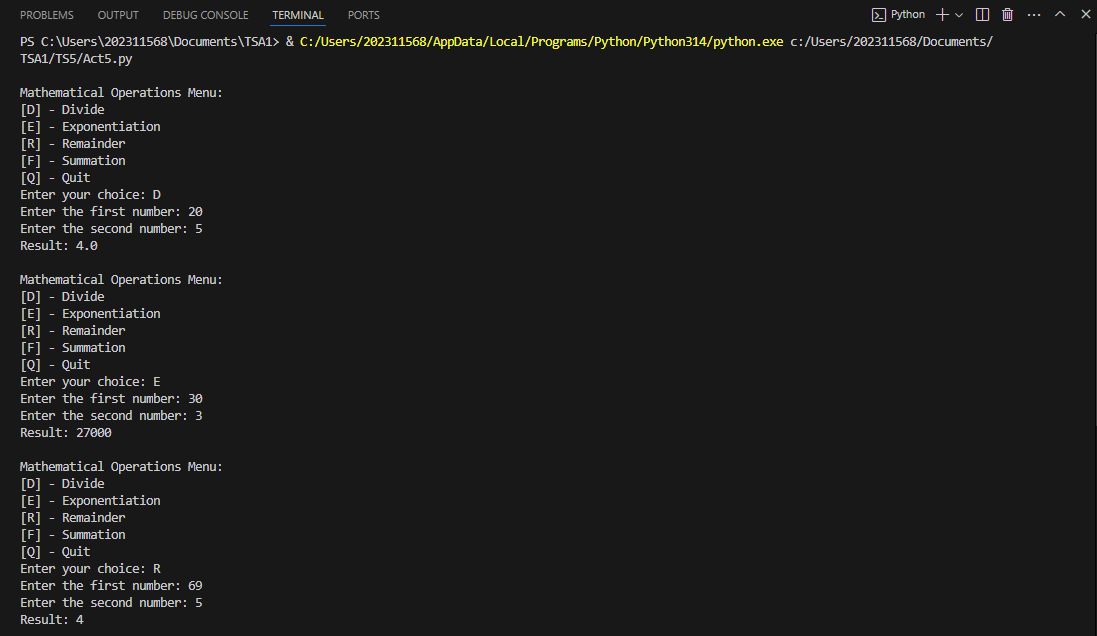 PROBLEMS OUTPUT DEBUG CONSOLE TERMINAL PORTS Python
PS C:\Users\202311568\Documents\TSA1> & C:/Users/202311568/AppData/Local/Programs/Python/Python314/python.exe c:/Users/202311568/Documents/
TSA1/TS5/Act5.py
Mathematical Operations Menu:
[D] - Divide
[E] - Exponentiation
[R] - Remainder
[F] - Summation
[Q] - Quit
Enter your choice: D
Enter the first number: 20
Enter the second number: 5
Result: 4.0
Mathematical Operations Menu:
[D] - Divide
[E] - Exponentiation
[R] - Remainder
[F] - Summation
[Q] - Quit
Enter your choice: E
Enter the first number: 30
Enter the second number: 3
Result: 27000
Mathematical Operations Menu:
[D] - Divide
[E] - Exponentiation
[R] - Remainder
[F] - Summation
[Q] - Quit
Enter your choice: R
Enter the first number: 69
Enter the second number: 5
Result: 4